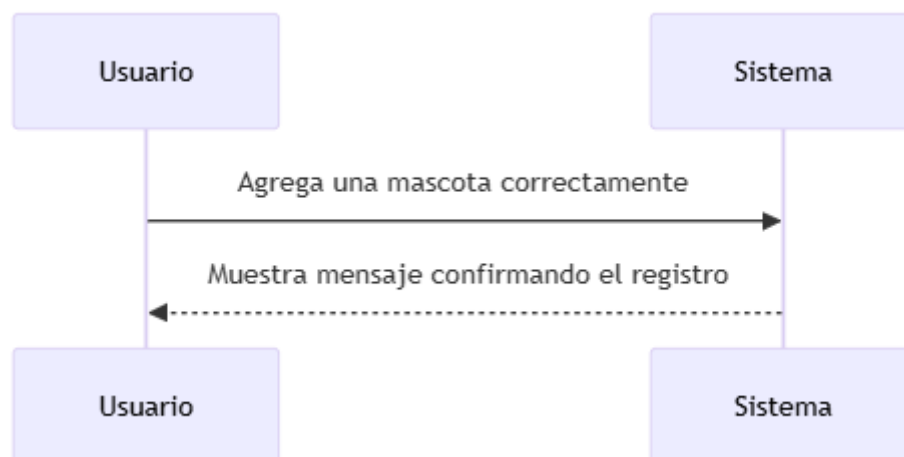 Usuario
Sistema
Agrega una mascota correctamente
Muestra mensaje confirmando el registro
Usuario
Sistema